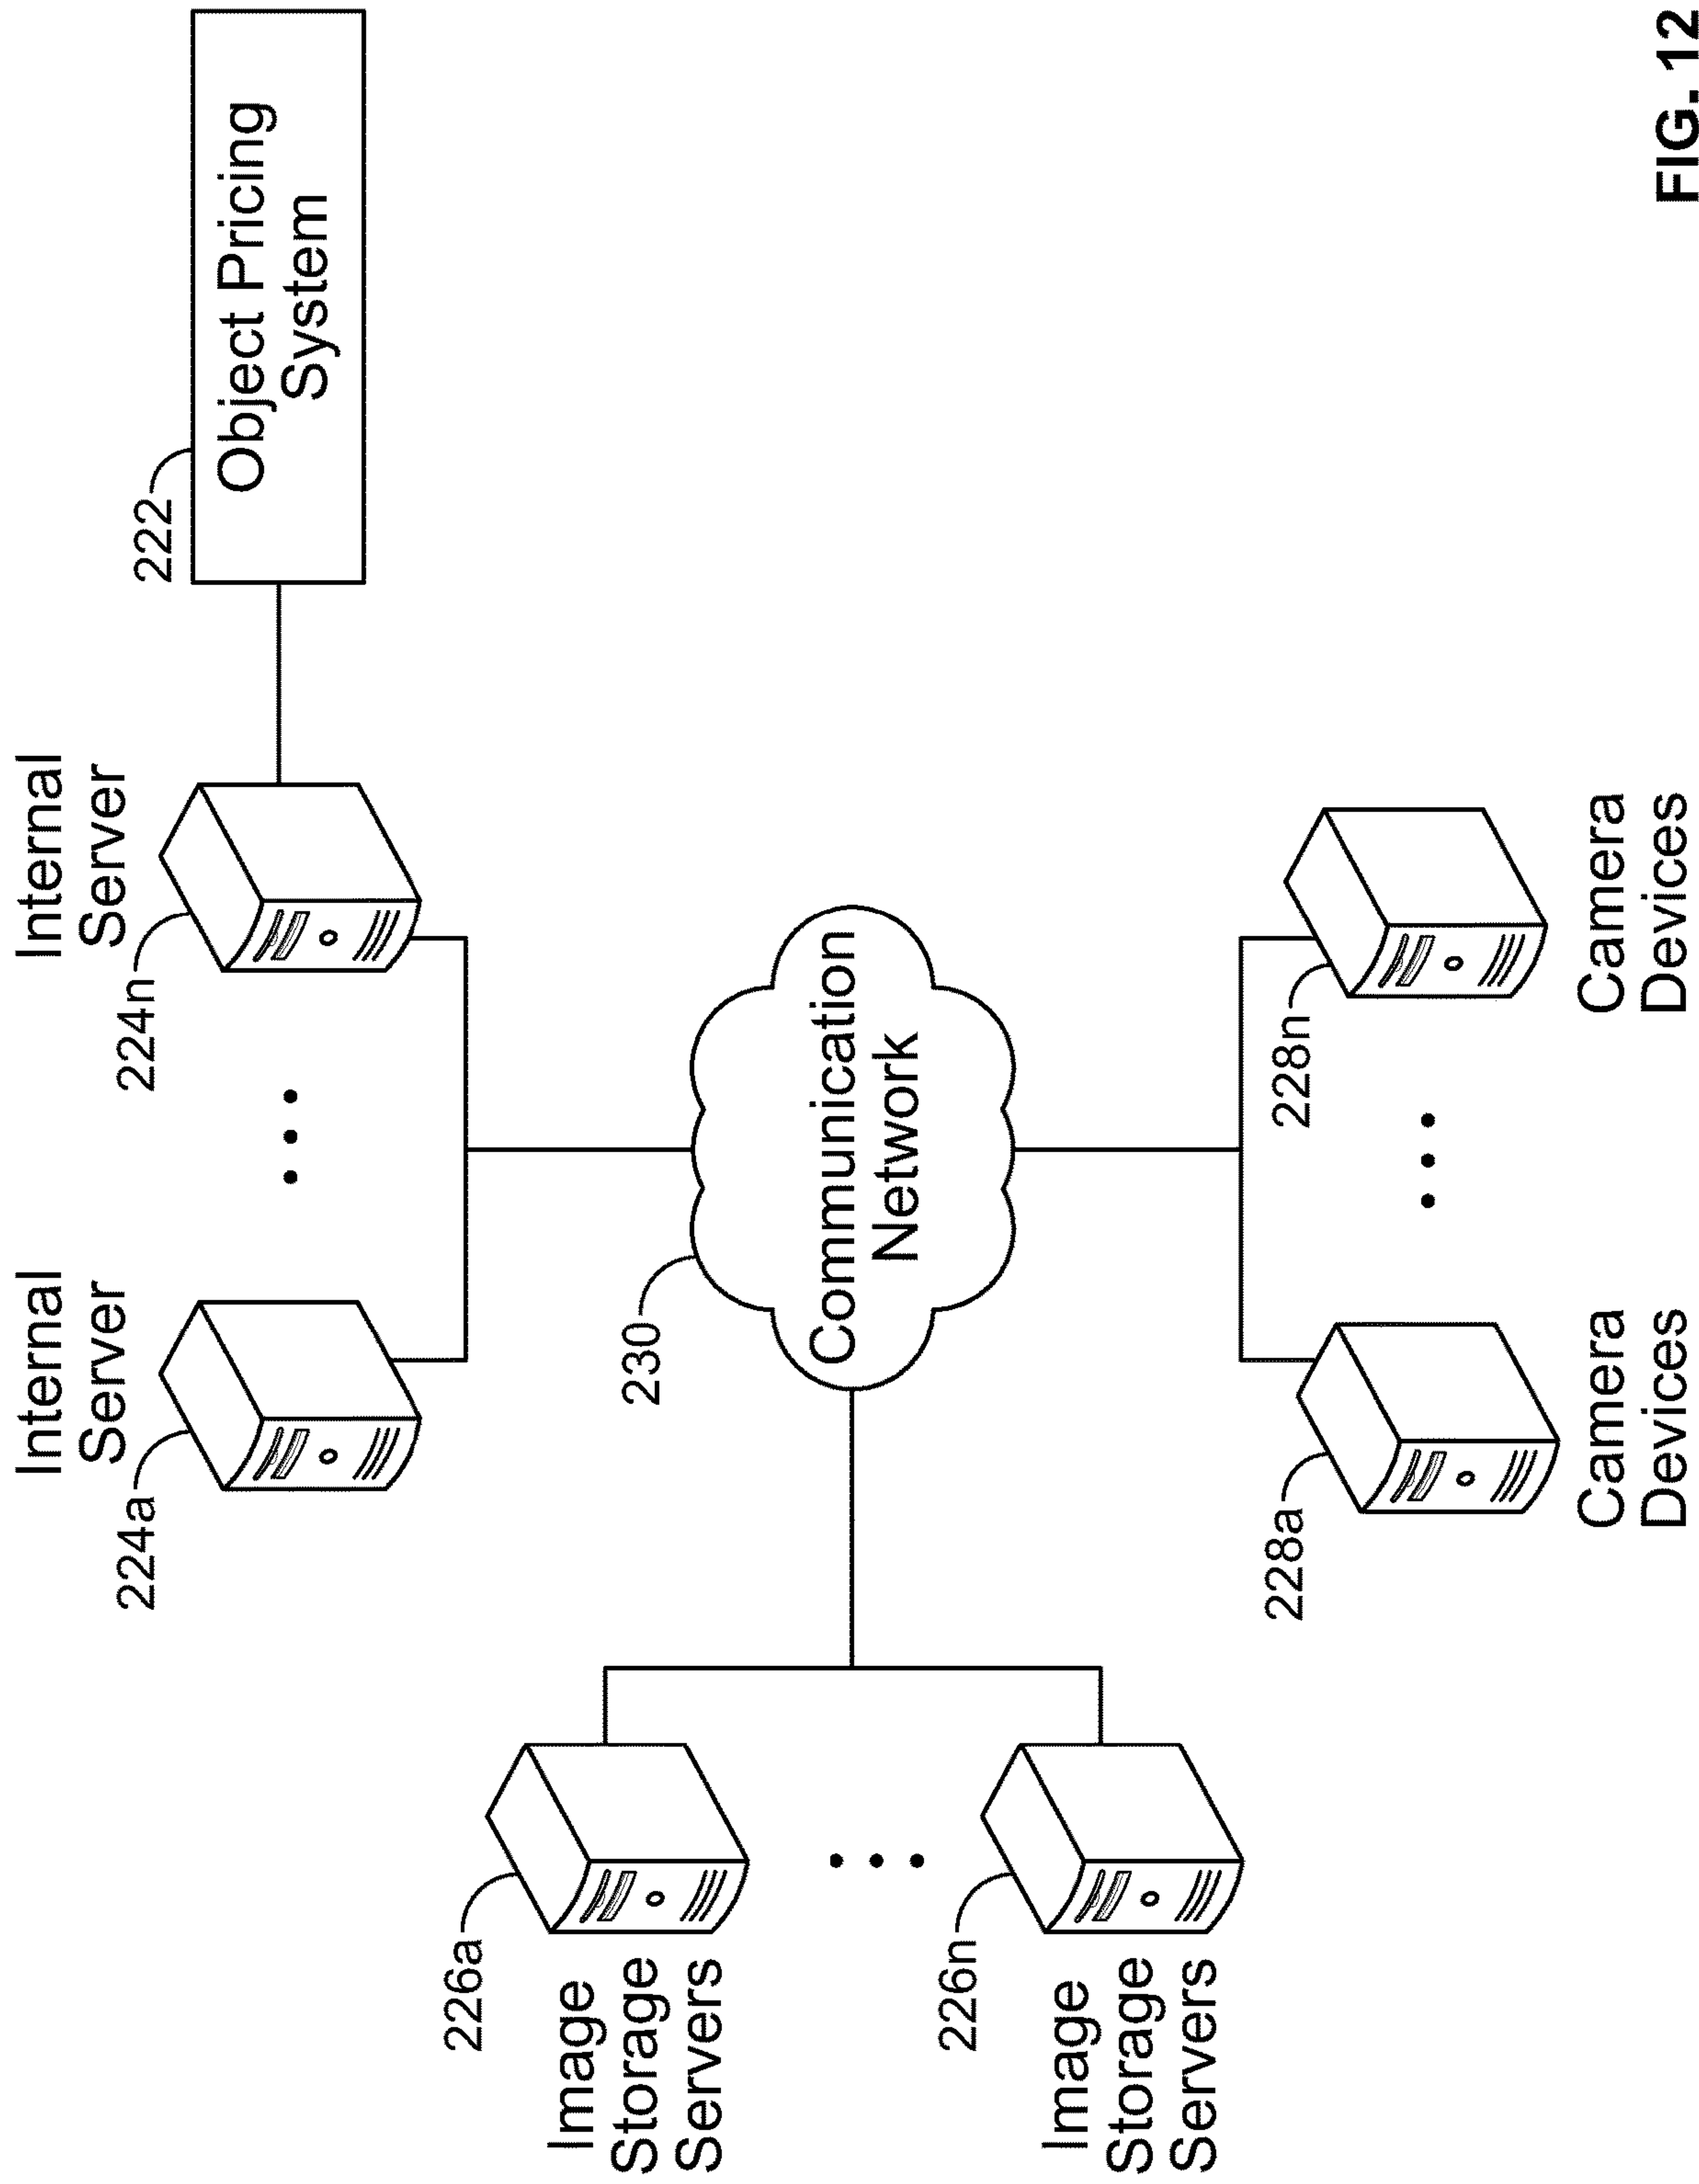 Internal
Server
224a
Internal
Server
224n
222
Object Pricing
System
226a
Image
Storage
Servers
230
Communication
Network
226n
Image
Storage
Servers
228a
Camera
Devices
228n
Camera
Devices
FIG. 12